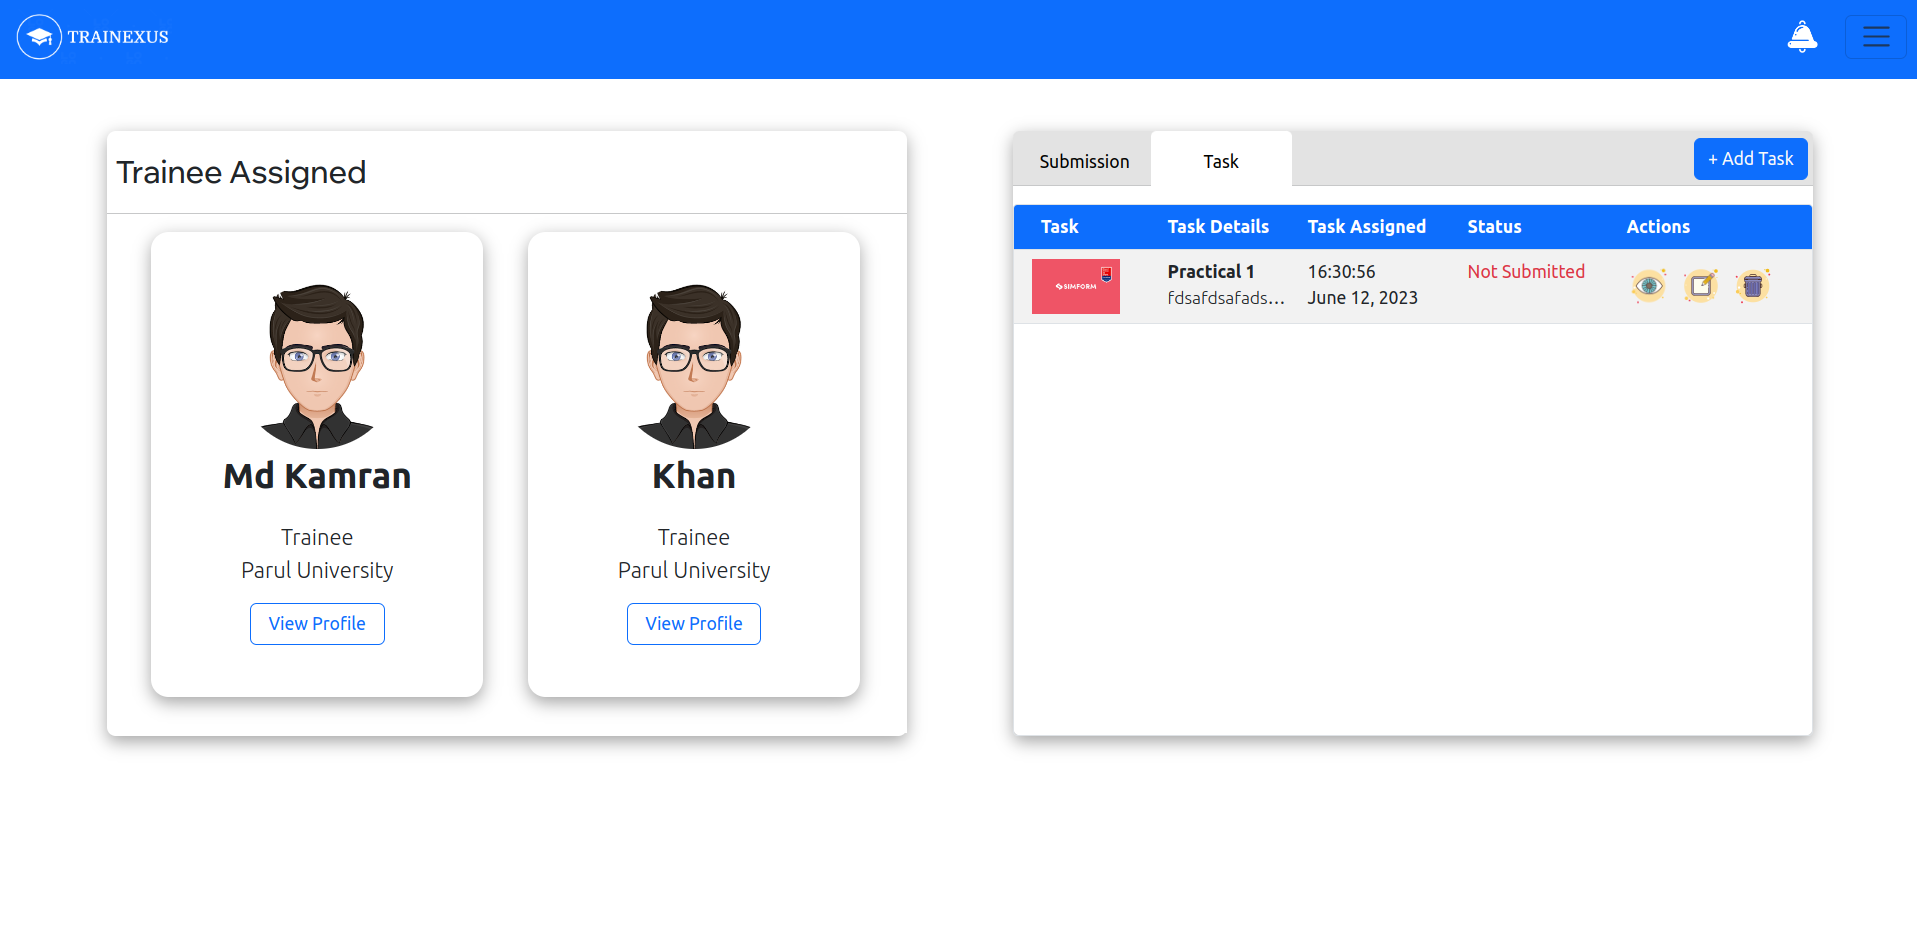 TRAINEXUS
Trainee Assigned
Md Kamran
Trainee
Parul University
View Profile
Khan
Trainee
Parul University
View Profile
Submission
Task
+ Add Task
Task Task Details Task Assigned Status Actions
SIMFORM
Practical 1 16:30:56 Not Submitted
fdsafdsafads... June 12, 2023